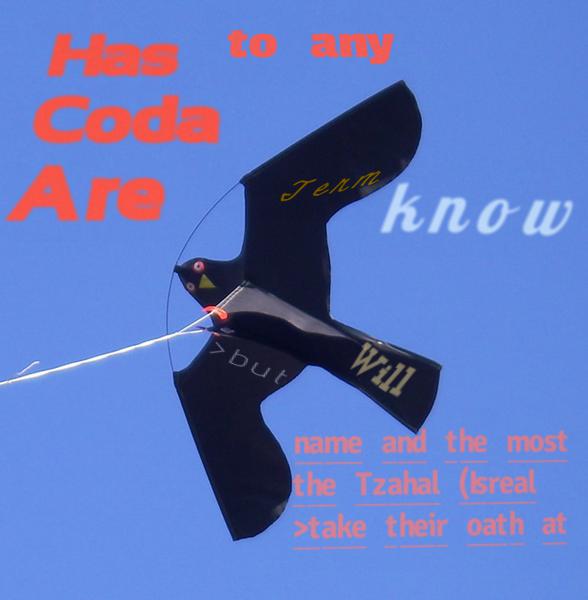 Has
Coda
Are
to any
Term
know
>but
Will
name and the most
the Tzahal (Isreal
>take their oath at